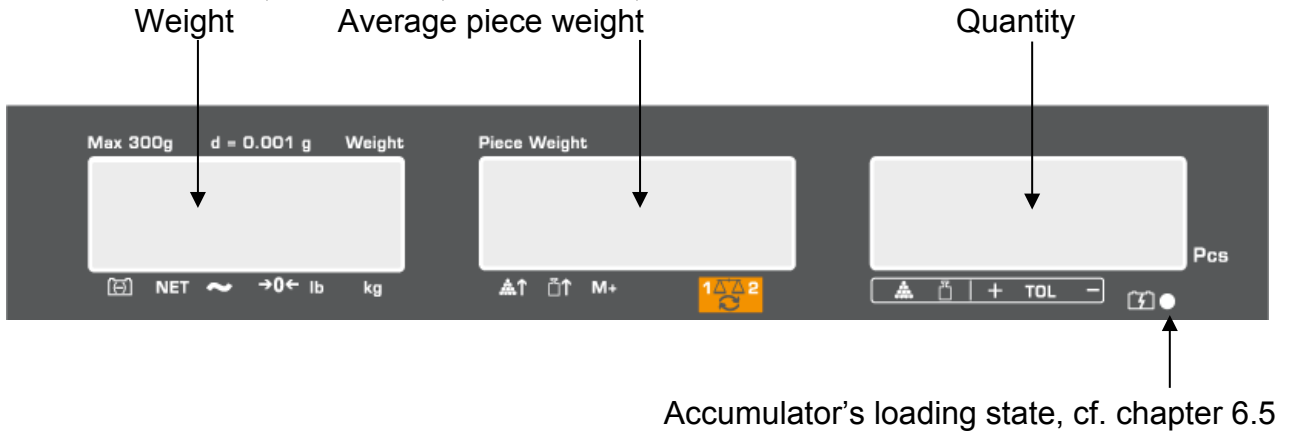 Weight Average piece weight Quantity
Max 300g d = 0.001 g Weight Piece Weight
Pcs
NET ~ →0← lb kg ↑ ↑ M+ 1 2 + TOL −
Accumulator's loading state, cf. chapter 6.5